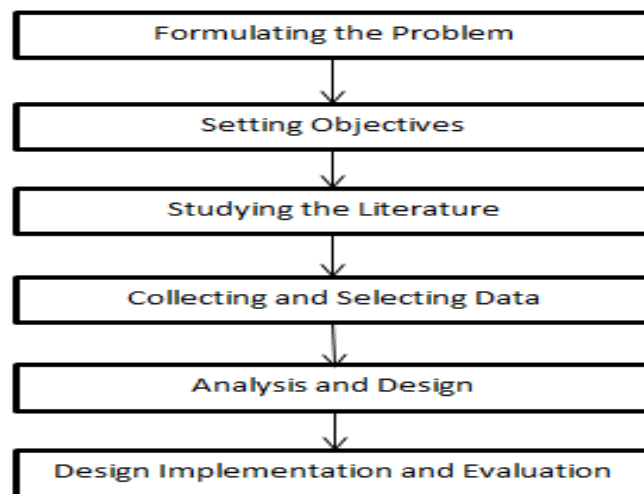 Formulating the Problem
Setting Objectives
Studying the Literature
Collecting and Selecting Data
Analysis and Design
Design Implementation and Evaluation